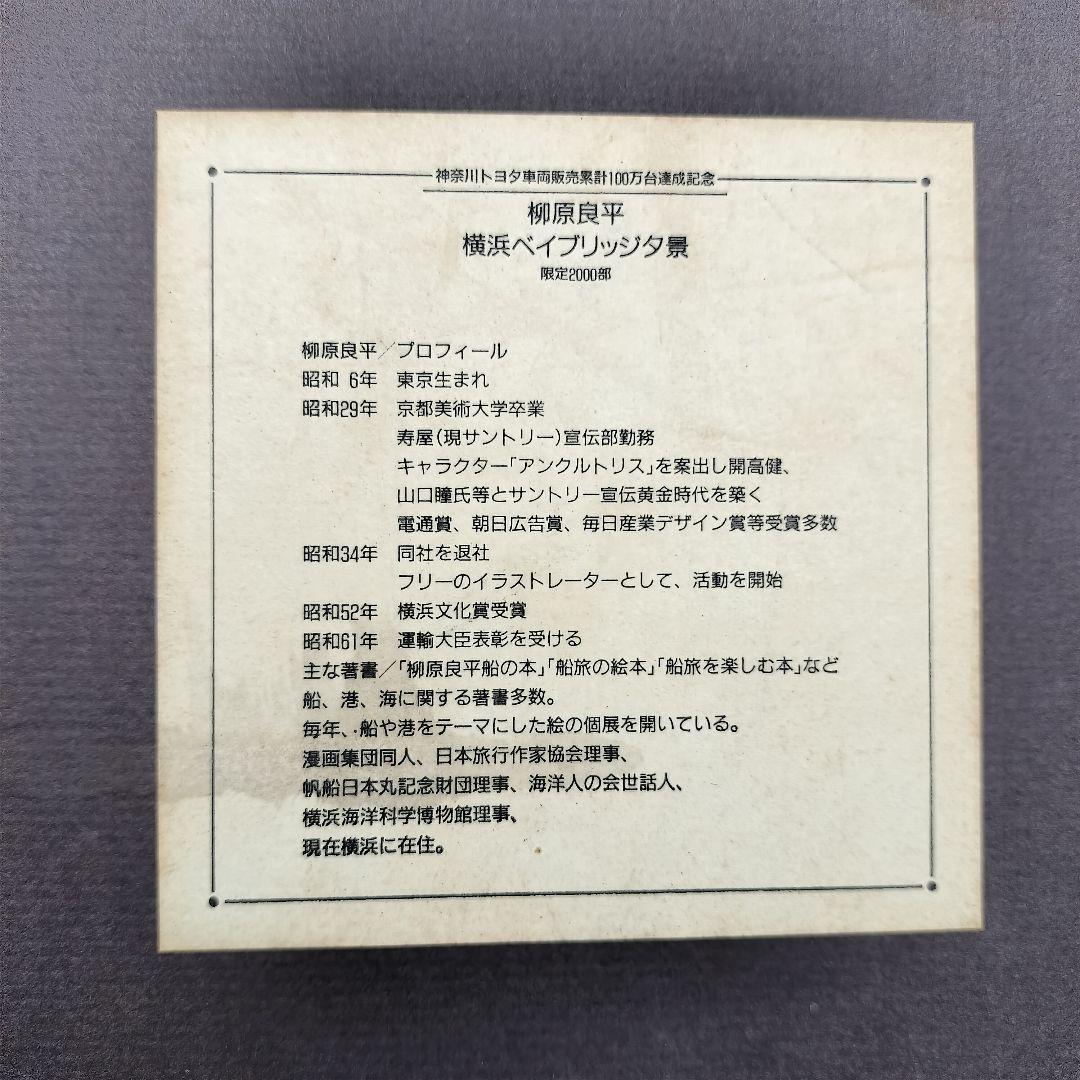 神奈川トヨタ車両販売累計100万台達成記念
柳原良平
横浜ベイブリッジ夕景
限定2000部
柳原良平／プロフィール
昭和 6年 東京生まれ
昭和29年 京都美術大学卒業
寿屋(現サントリー)宣伝部勤務
キャラクター「アンクルトリス」を案出し開高健、
山口瞳氏等とサントリー宣伝黄金時代を築く
電通賞、朝日広告賞、毎日産業デザイン賞等受賞多数
昭和34年 同社を退社
フリーのイラストレーターとして、活動を開始
昭和52年 横浜文化賞受賞
昭和61年 運輸大臣表彰を受ける
主な著書／「柳原良平船の本」「船旅の絵本」「船旅を楽しむ本」など
船、港、海に関する著書多数。
毎年、船や港をテーマにした絵の個展を開いている。
漫画集団同人、日本旅行作家協会理事、
帆船日本丸記念財団理事、海洋人の会世話人、
横浜海洋科学博物館理事、
現在横浜に在住。